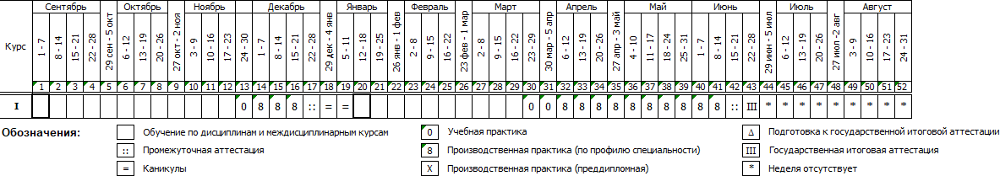 Курс Сентябрь Октябрь Ноябрь Декабрь Январь Февраль Март Апрель Май Июнь Июль Август
1 - 7 8 - 14 15 - 21 22 - 28 29 сен - 5 окт 6 - 12 13 - 19 20 - 26 27 окт - 2 ноя 3 - 9 10 - 16 17 - 23 24 - 30 1 - 7 8 - 14 15 - 21 22 - 28 29 дек - 4 янв 5 - 11 12 - 18 19 - 25 26 янв - 1 фев 2 - 8 9 - 15 16 - 22 23 фев - 1 мар 2 - 8 9 - 15 16 - 22 23 - 29 30 мар - 5 апр 6 - 12 13 - 19 20 - 26 27 апр - 3 май 4 - 10 11 - 17 18 - 24 25 - 31 1 - 7 8 - 14 15 - 21 22 - 28 29 июн - 5 июл 6 - 12 13 - 19 20 - 26 27 июл - 2 авг 3 - 9 10 - 16 17 - 23 24 - 31
1 2 3 4 5 6 7 8 9 10 11 12 13 14 15 16 17 18 19 20 21 22 23 24 25 26 27 28 29 30 31 32 33 34 35 36 37 38 39 40 41 42 43 44 45 46 47 48 49 50 51 52
I 0 8 8 8 :: = = 0 0 8 8 8 8 8 8 8 8 8 8 :: III * * * * * * * * *
Обозначения: Обучение по дисциплинам и междисциплинарным курсам 0 Учебная практика Δ Подготовка к государственной итоговой аттестации
:: Промежуточная аттестация 8 Производственная практика (по профилю специальности) III Государственная итоговая аттестация
= Каникулы X Производственная практика (преддипломная) * Неделя отсутствует